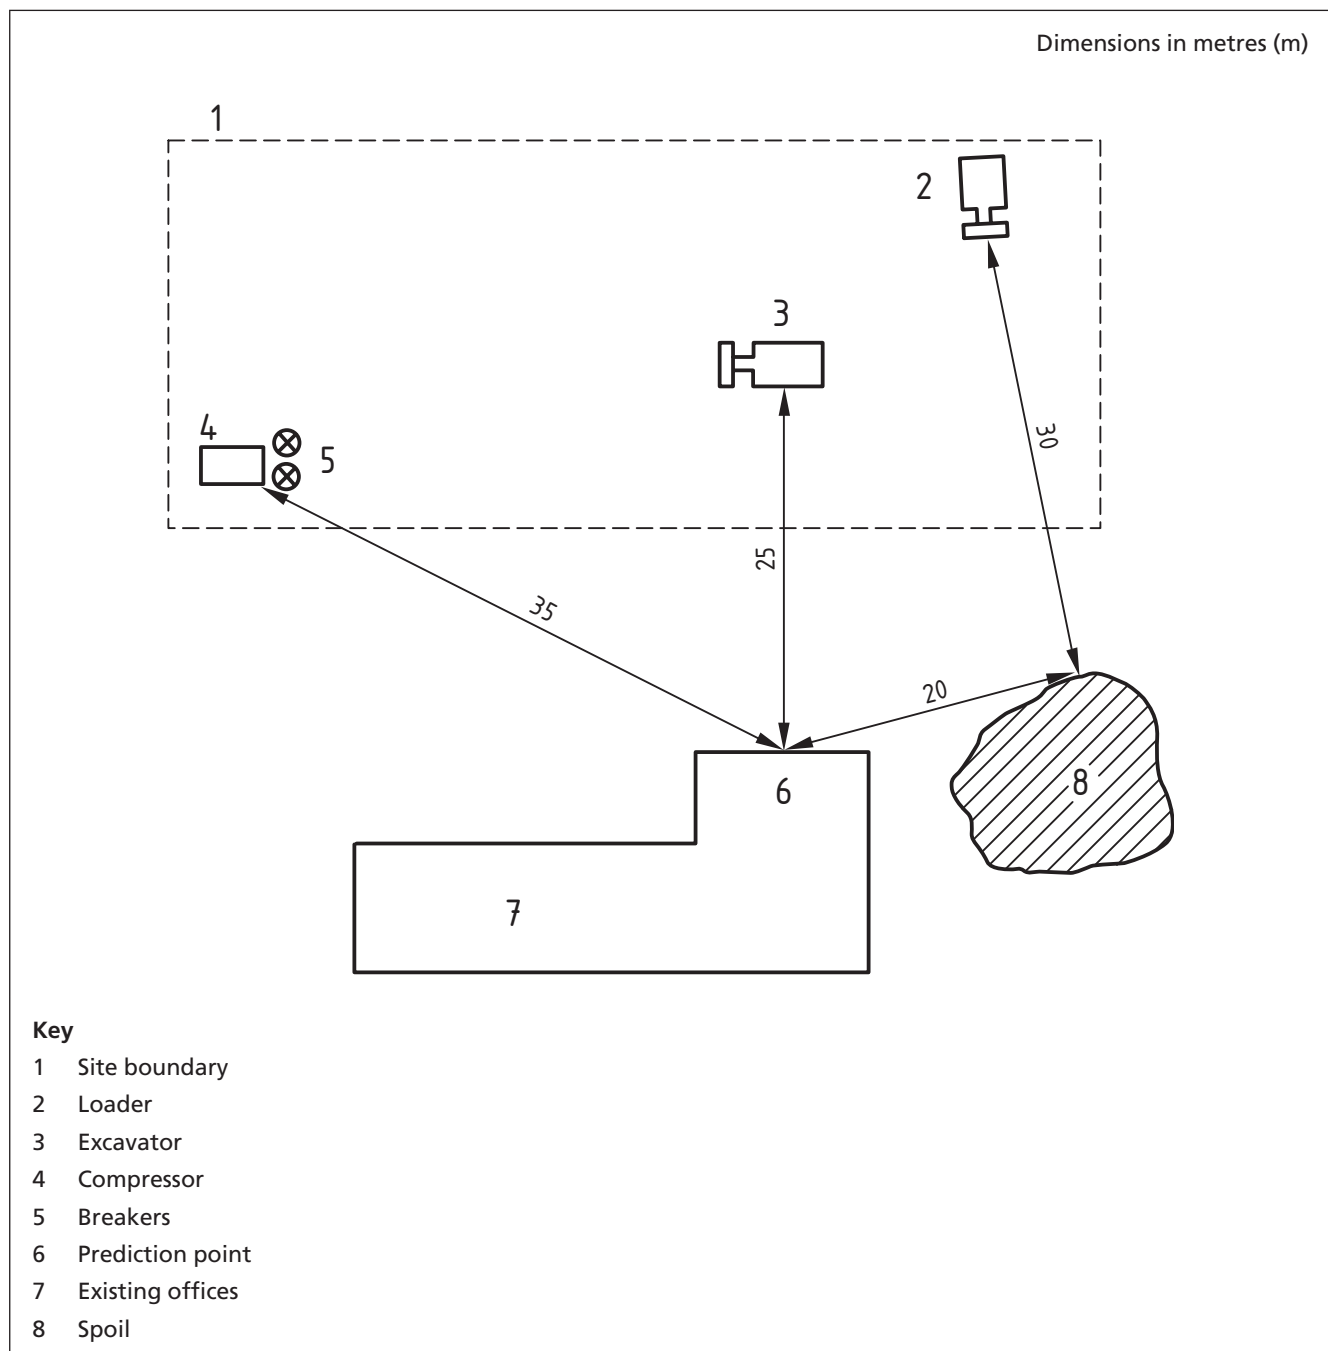 Dimensions in metres (m)
1
2
3
4
5
30
25
35
20
6
8
7
Key
1 Site boundary
2 Loader
3 Excavator
4 Compressor
5 Breakers
6 Prediction point
7 Existing offices
8 Spoil